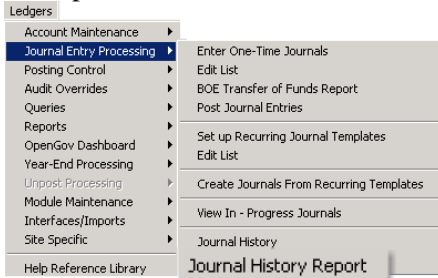 Ledgers
Account Maintenance
Journal Entry Processing
Posting Control
Audit Overrides
Queries
Reports
OpenGov Dashboard
Year-End Processing
Unpost Processing
Module Maintenance
Interfaces/Imports
Site Specific
Help Reference Library
Enter One-Time Journals
Edit List
BOE Transfer of Funds Report
Post Journal Entries
Set up Recurring Journal Templates
Edit List
Create Journals From Recurring Templates
View In - Progress Journals
Journal History
Journal History Report